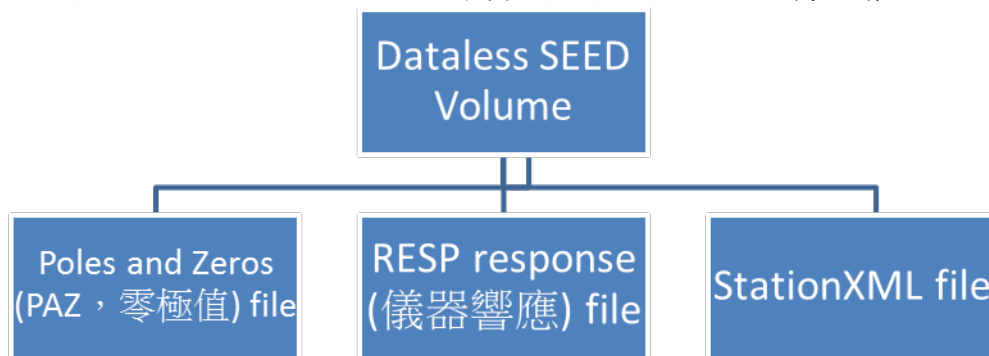 Dataless SEED
Volume
Poles and Zeros
(PAZ，零極值) file
RESP response
(儀器響應) file
StationXML file